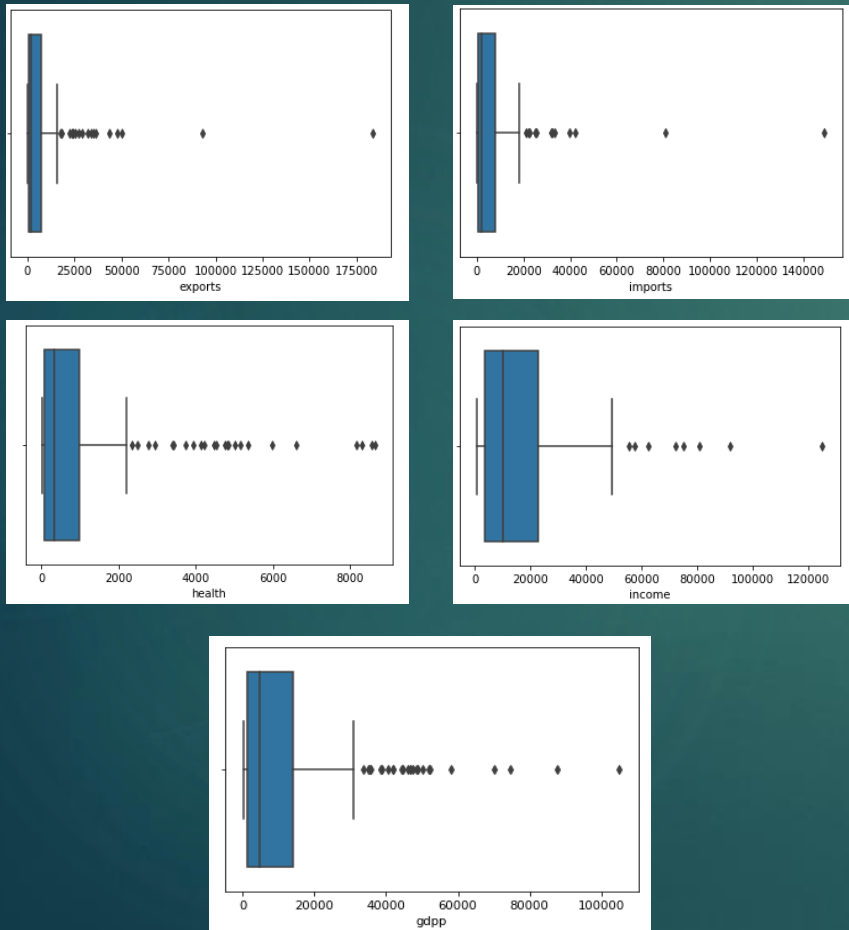 0 25000 50000 75000 100000 125000 150000 175000
exports
0 20000 40000 60000 80000 100000 120000 140000
imports
0 2000 4000 6000 8000
health
0 20000 40000 60000 80000 100000 120000
income
0 20000 40000 60000 80000 100000
gdpp